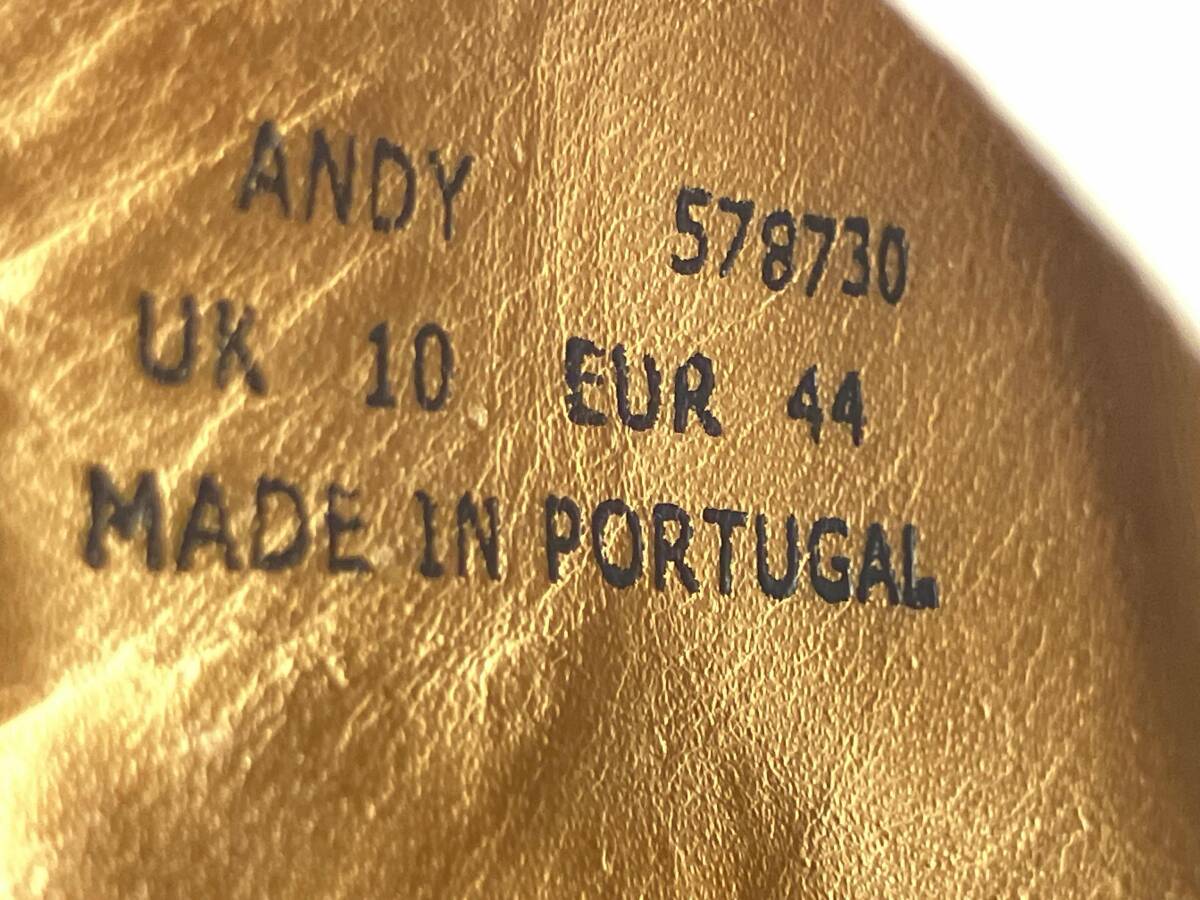 ANDY 578730
UK 10 EUR 44
MADE IN PORTUGAL